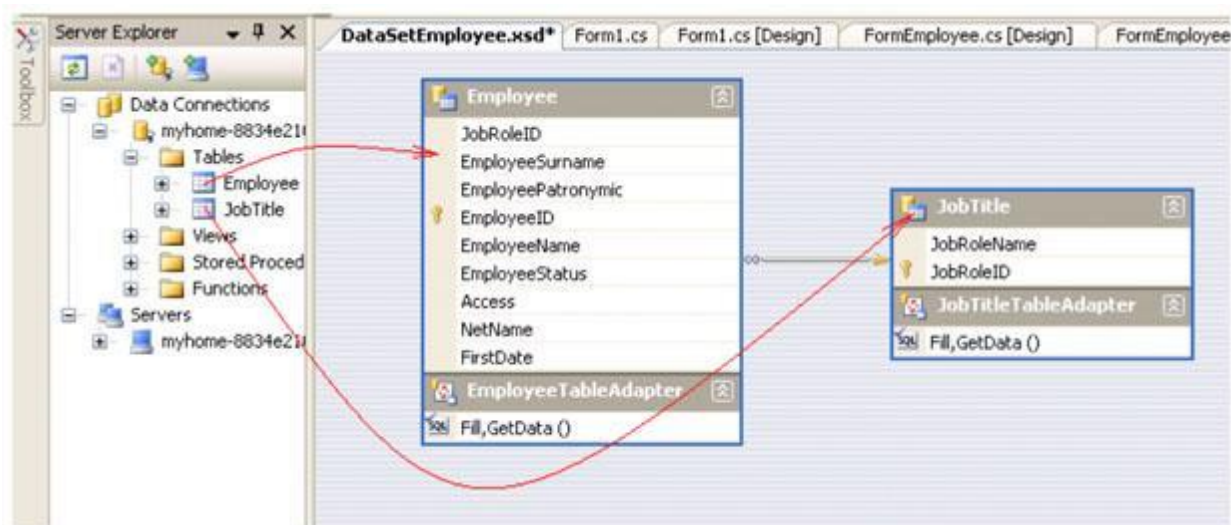 Toolbox
Server Explorer
Data Connections
myhome-8834e21
Tables
Employee
JobTitle
Views
Stored Proced
Functions
Servers
myhome-8834e21
DataSetEmployee.xsd* Form1.cs Form1.cs [Design] FormEmployee.cs [Design] FormEmployee
Employee
JobRoleID
EmployeeSurname
EmployeePatronymic
EmployeeID
EmployeeName
EmployeeStatus
Access
NetName
FirstDate
EmployeeTableAdapter
SQL Fill,GetData ()
JobTitle
JobRoleName
JobRoleID
JobTitleTableAdapter
SQL Fill,GetData ()